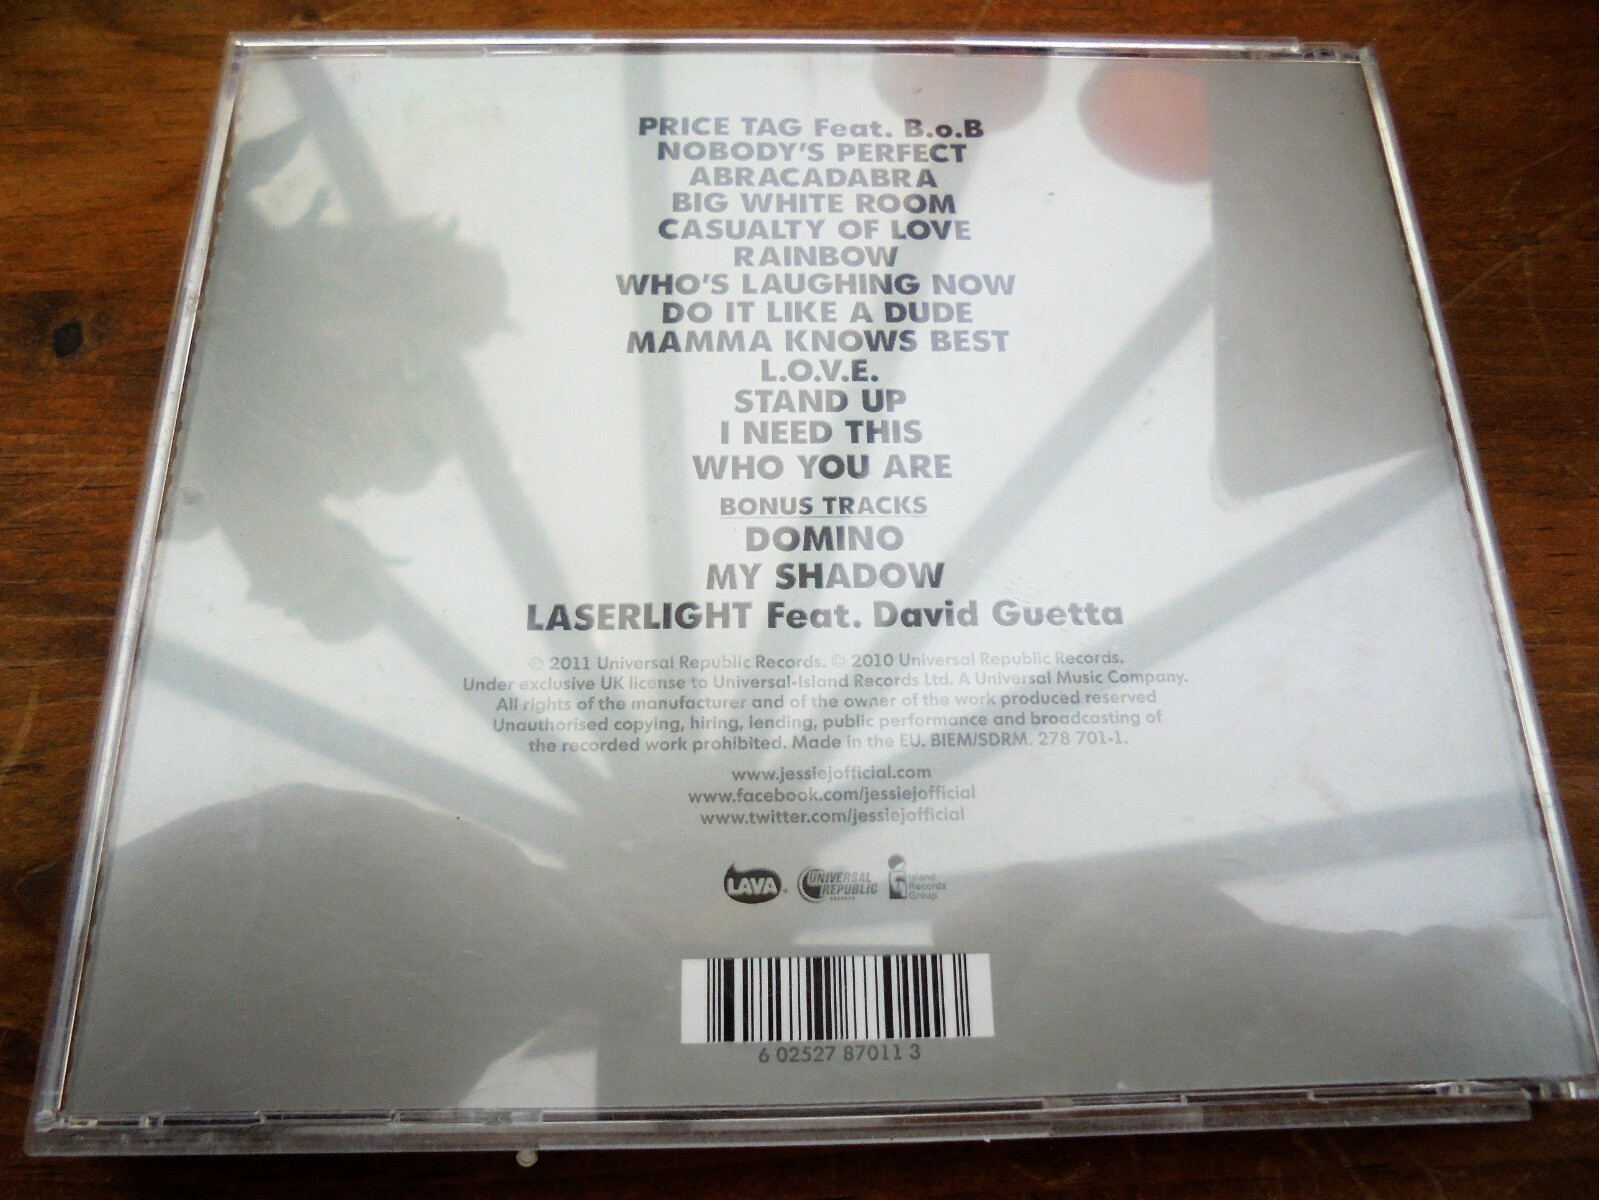 PRICE TAG Feat. B.o.B
NOBODY'S PERFECT
ABRACADABRA
BIG WHITE ROOM
CASUALTY OF LOVE
RAINBOW
WHO'S LAUGHING NOW
DO IT LIKE A DUDE
MAMMA KNOWS BEST
L.O.V.E.
STAND UP
I NEED THIS
WHO YOU ARE
BONUS TRACKS
DOMINO
MY SHADOW
LASERLIGHT Feat. David Guetta
℗ 2011 Universal Republic Records. © 2010 Universal Republic Records.
Under exclusive UK license to Universal-Island Records Ltd. A Universal Music Company.
All rights of the manufacturer and of the owner of the work produced reserved
Unauthorised copying, hiring, lending, public performance and broadcasting of
the recorded work prohibited. Made in the EU. BIEM/SDRM. 278 701-1.
www.jessiejofficial.com
www.facebook.com/jessiejofficial
www.twitter.com/jessiejofficial
LAVA
UNIVERSAL
REPUBLIC
RECORDS
Island
Records
Group
6 02527 87011 3